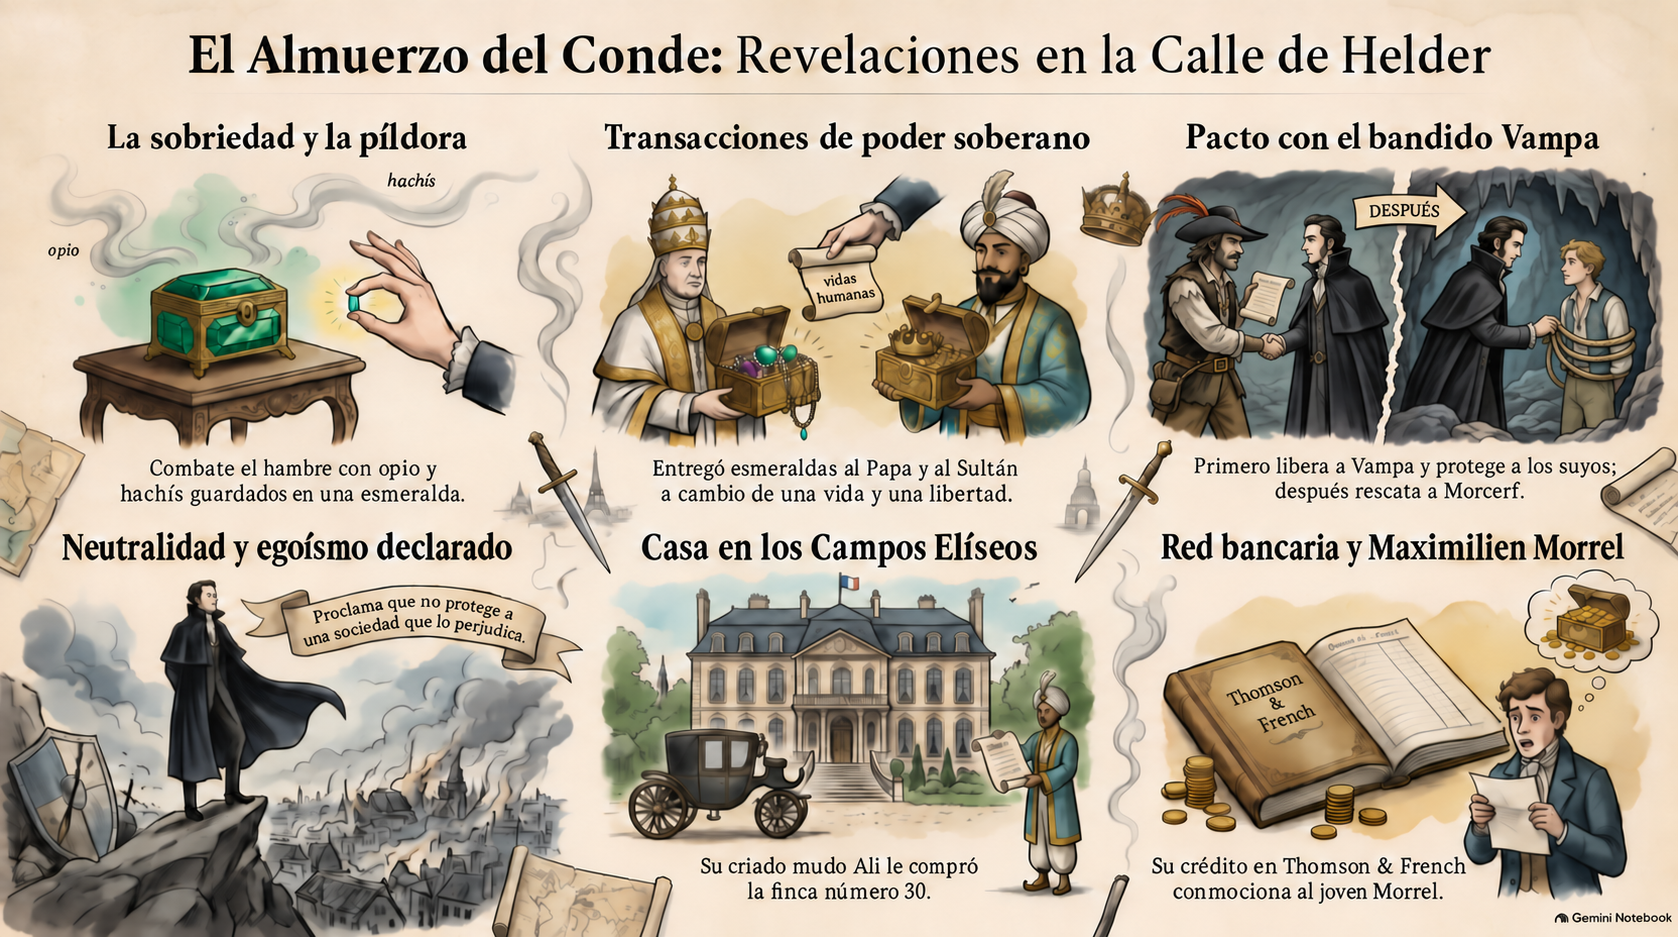 El Almuerzo del Conde: Revelaciones en la Calle de Helder
La sobriedad y la píldora
hachís
opio
Combate el hambre con opio y
hachís guardados en una esmeralda.
Transacciones de poder soberano
vidas
humanas
Entregó esmeraldas al Papa y al Sultán
a cambio de una vida y una libertad.
Pacto con el bandido Vampa
DESPUÉS
Primero libera a Vampa y protege a los suyos;
después rescata a Morcerf.
Neutralidad y egoísmo declarado
Proclama que no protege a
una sociedad que lo perjudica.
Casa en los Campos Elíseos
Su criado mudo Ali le compró
la finca número 30.
Red bancaria y Maximilien Morrel
Thomson
&
French
Su crédito en Thomson & French
conmociona al joven Morrel.
Gemini Notebook